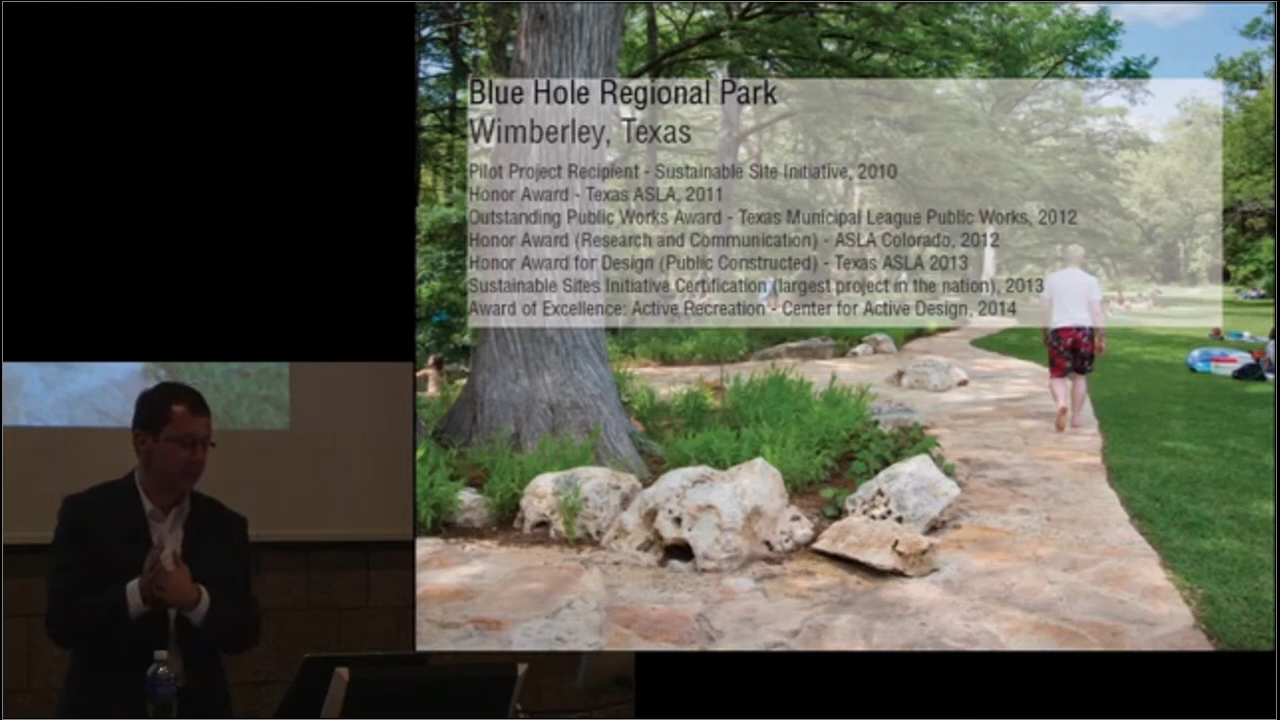 Blue Hole Regional Park
Wimberley, Texas
Pilot Project Recipient - Sustainable Site Initiative, 2010
Honor Award - Texas ASLA, 2011
Outstanding Public Works Award - Texas Municipal League Public Works, 2012
Honor Award (Research and Communication) - ASLA Colorado, 2012
Honor Award for Design (Public Constructed) - Texas ASLA 2013
Sustainable Sites Initiative Certification (largest project in the nation), 2013
Award of Excellence: Active Recreation - Center for Active Design, 2014